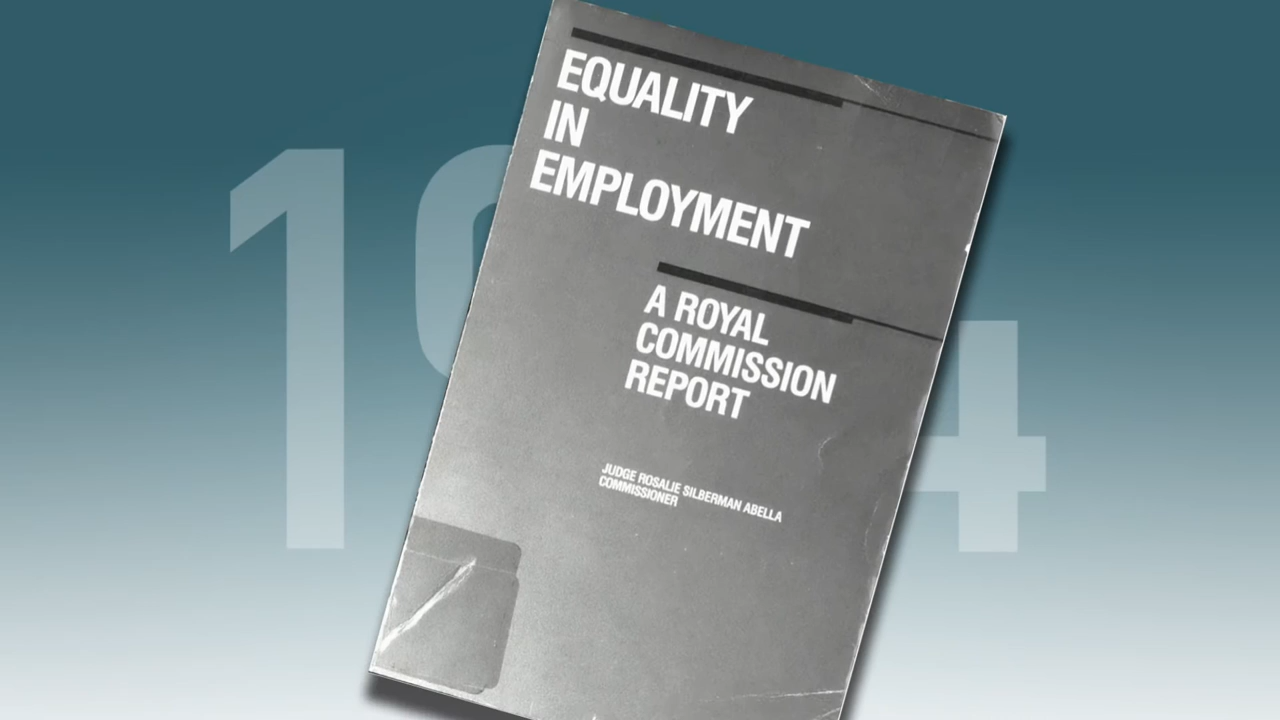 EQUALITY
IN
EMPLOYMENT
A ROYAL
COMMISSION
REPORT
JUDGE ROSALIE SILBERMAN ABELLA
COMMISSIONER